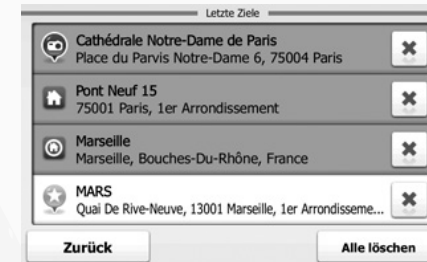 Letzte Ziele
Cathédrale Notre-Dame de Paris
Place du Parvis Notre-Dame 6, 75004 Paris
Pont Neuf 15
75001 Paris, 1er Arrondissement
Marseille
Marseille, Bouches-Du-Rhône, France
MARS
Quai De Rive-Neuve, 13001 Marseille, 1er Arrondisseme...
Zurück
Alle löschen